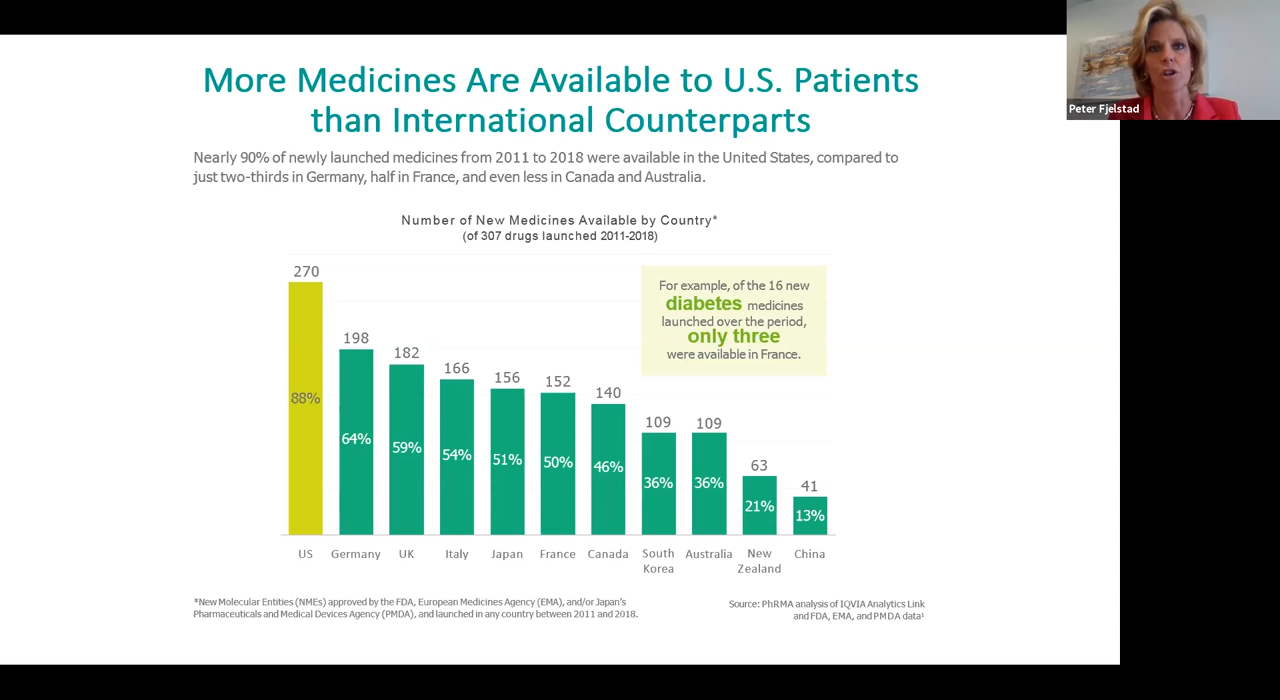 More Medicines Are Available to U.S. Patients
than International Counterparts
Nearly 90% of newly launched medicines from 2011 to 2018 were available in the United States, compared to
just two-thirds in Germany, half in France, and even less in Canada and Australia.
Number of New Medicines Available by Country*
(of 307 drugs launched 2011-2018)
For example, of the 16 new
diabetes medicines
launched over the period,
only three
were available in France.
270
198
182
166
156
152
140
109
109
63
41
88%
64%
59%
54%
51%
50%
46%
36%
36%
21%
13%
US
Germany
UK
Italy
Japan
France
Canada
South
Korea
Australia
New
Zealand
China
*New Molecular Entities (NMEs) approved by the FDA, European Medicines Agency (EMA), and/or Japan's
Pharmaceuticals and Medical Devices Agency (PMDA), and launched in any country between 2011 and 2018.
Source: PhRMA analysis of IQVIA Analytics Link
and FDA, EMA, and PMDA data¹
Peter Fjelstad